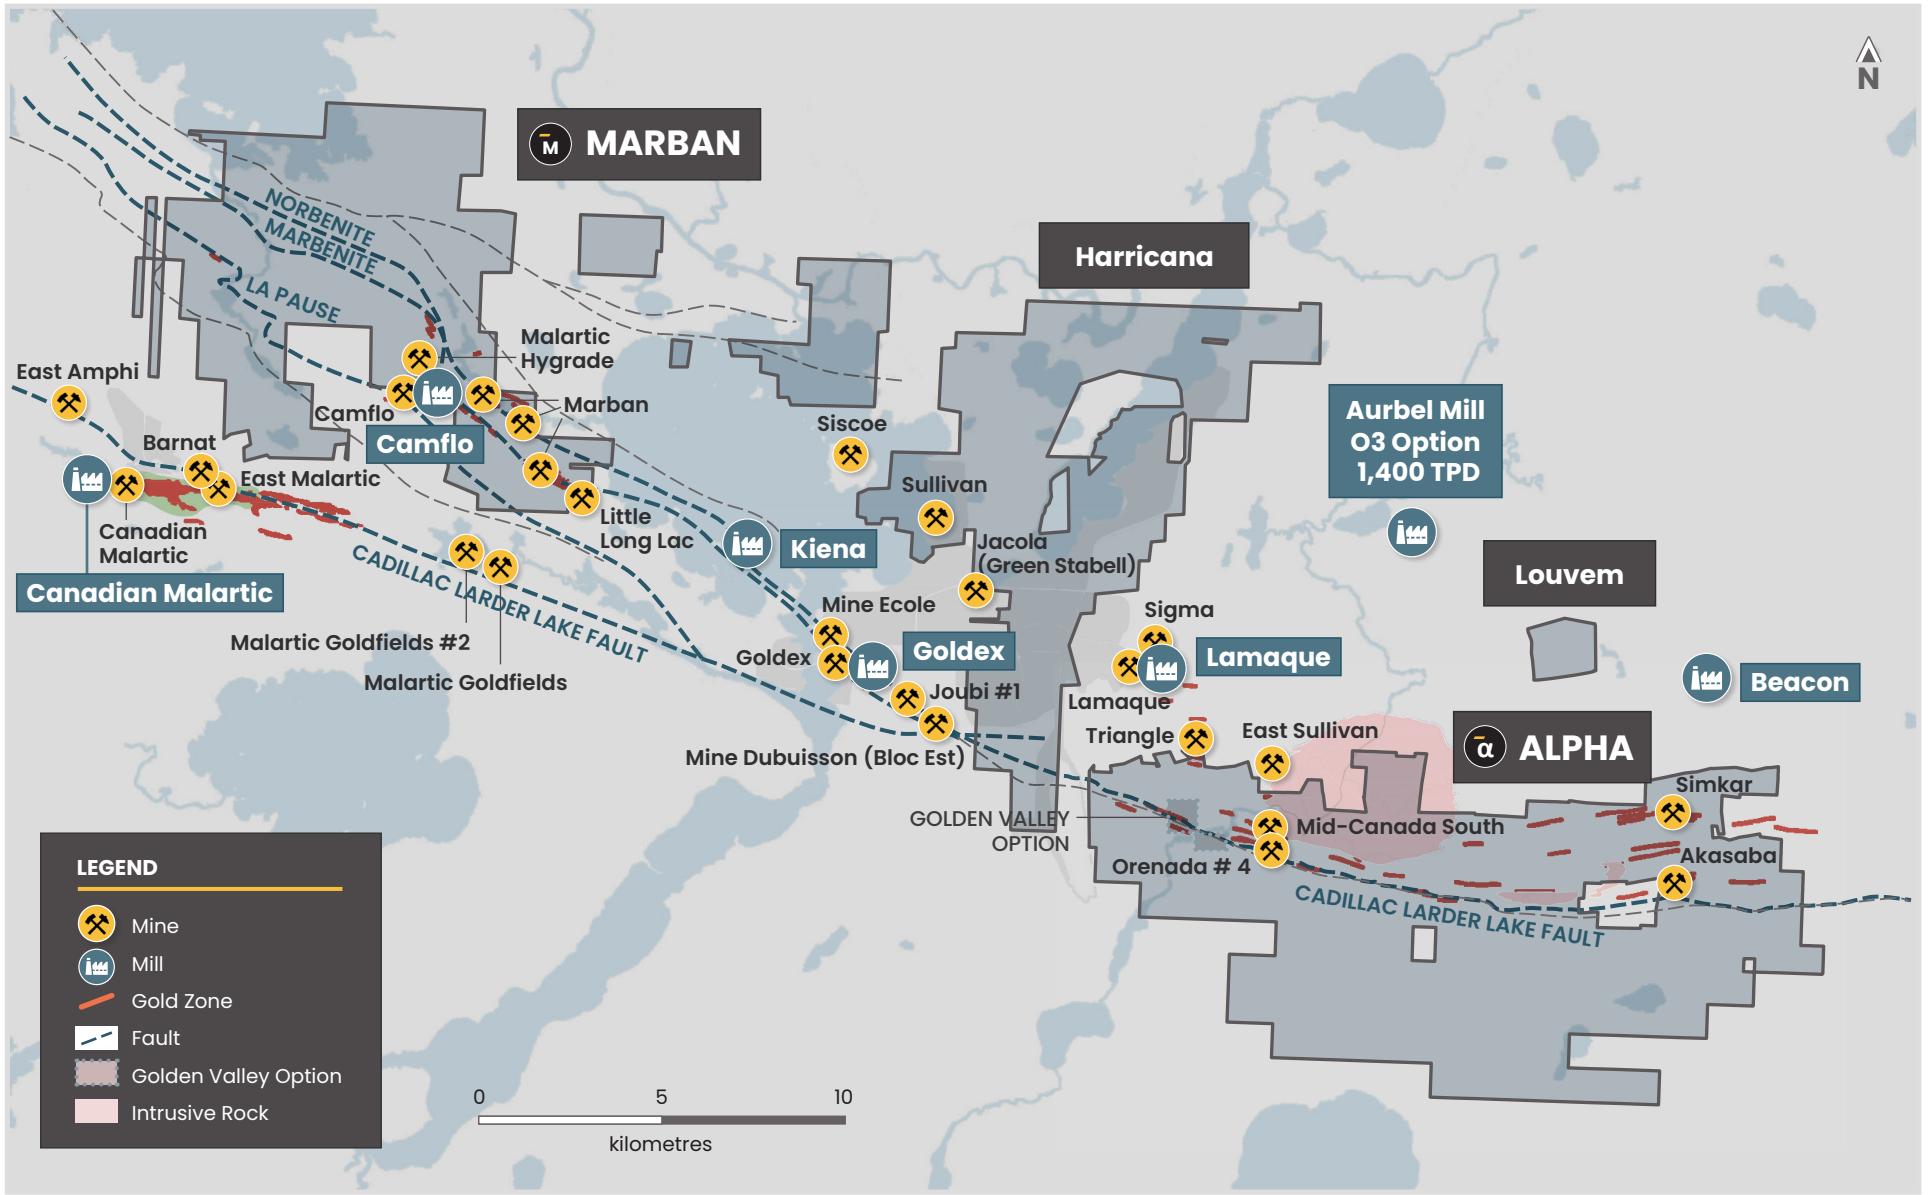 N
M MARBAN
NORBENITE
MARBENITE
LA PAUSE
Harricana
Malartic
Hygrade
East Amphi
Camflo
Marban
Camflo
Barnat
East Malartic
Siscoe
Aurbel Mill
O3 Option
1,400 TPD
Sullivan
Canadian
Malartic
Little
Long Lac
Kiena
Jacola
(Green Stabell)
Louvem
Canadian Malartic
CADILLAC LARDER LAKE FAULT
Malartic Goldfields #2
Malartic Goldfields
Mine Ecole
Sigma
Goldex
Goldex
Lamaque
Lamaque
Beacon
Joubi #1
Triangle
East Sullivan
α ALPHA
Mine Dubuisson (Bloc Est)
Simkar
GOLDEN VALLEY
OPTION
Mid-Canada South
Orenada # 4
Akasaba
CADILLAC LARDER LAKE FAULT
LEGEND
Mine
Mill
Gold Zone
Fault
Golden Valley Option
Intrusive Rock
0 5 10
kilometres